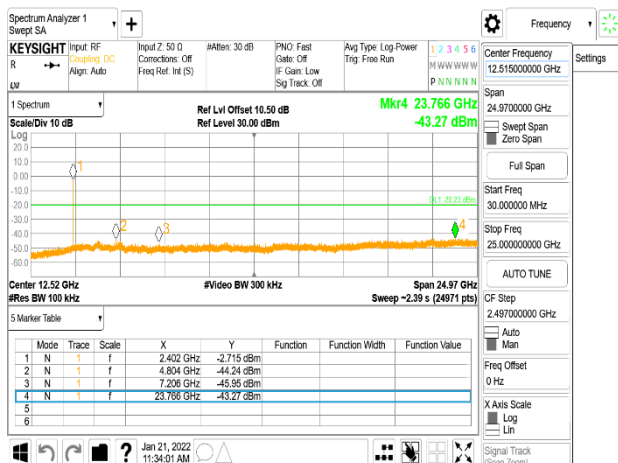 Spectrum Analyzer 1
Swept SA
Frequency
KEYSIGHT
R
Input: RF
Coupling: DC
Align: Auto
Input Z: 50 Ω
Corrections: Off
Freq Ref: Int (S)
#Atten: 30 dB
PNO: Fast
Gate: Off
IF Gain: Low
Sig Track: Off
Avg Type: Log-Power
Trig: Free Run
1 2 3 4 5 6
M W W W W W
P N N N N N
1 Spectrum
Scale/Div 10 dB
Ref Lvl Offset 10.50 dB
Ref Level 30.00 dBm
Mkr4 23.766 GHz
-43.27 dBm
Log
20.0
10.0
0.00
-10.0
-20.0
-30.0
-40.0
-50.0
-60.0
1
2
3
4
DL1 -20.23 dBm
Center 12.52 GHz
#Video BW 300 kHz
Span 24.97 GHz
#Res BW 100 kHz
Sweep ~2.39 s (24971 pts)
5 Marker Table
Mode Trace Scale X Y Function Function Width Function Value
1 N 1 f 2.402 GHz -2.715 dBm
2 N 1 f 4.804 GHz -44.24 dBm
3 N 1 f 7.206 GHz -45.95 dBm
4 N 1 f 23.766 GHz -43.27 dBm
5
6
?
Jan 21, 2022
11:34:01 AM
Center Frequency
12.515000000 GHz
Span
24.9700000 GHz
Swept Span
Zero Span
Full Span
Start Freq
30.000000 MHz
Stop Freq
25.000000000 GHz
AUTO TUNE
CF Step
2.497000000 GHz
Auto
Man
Freq Offset
0 Hz
X Axis Scale
Log
Lin
Signal Track
(Span Zoom)
Settings